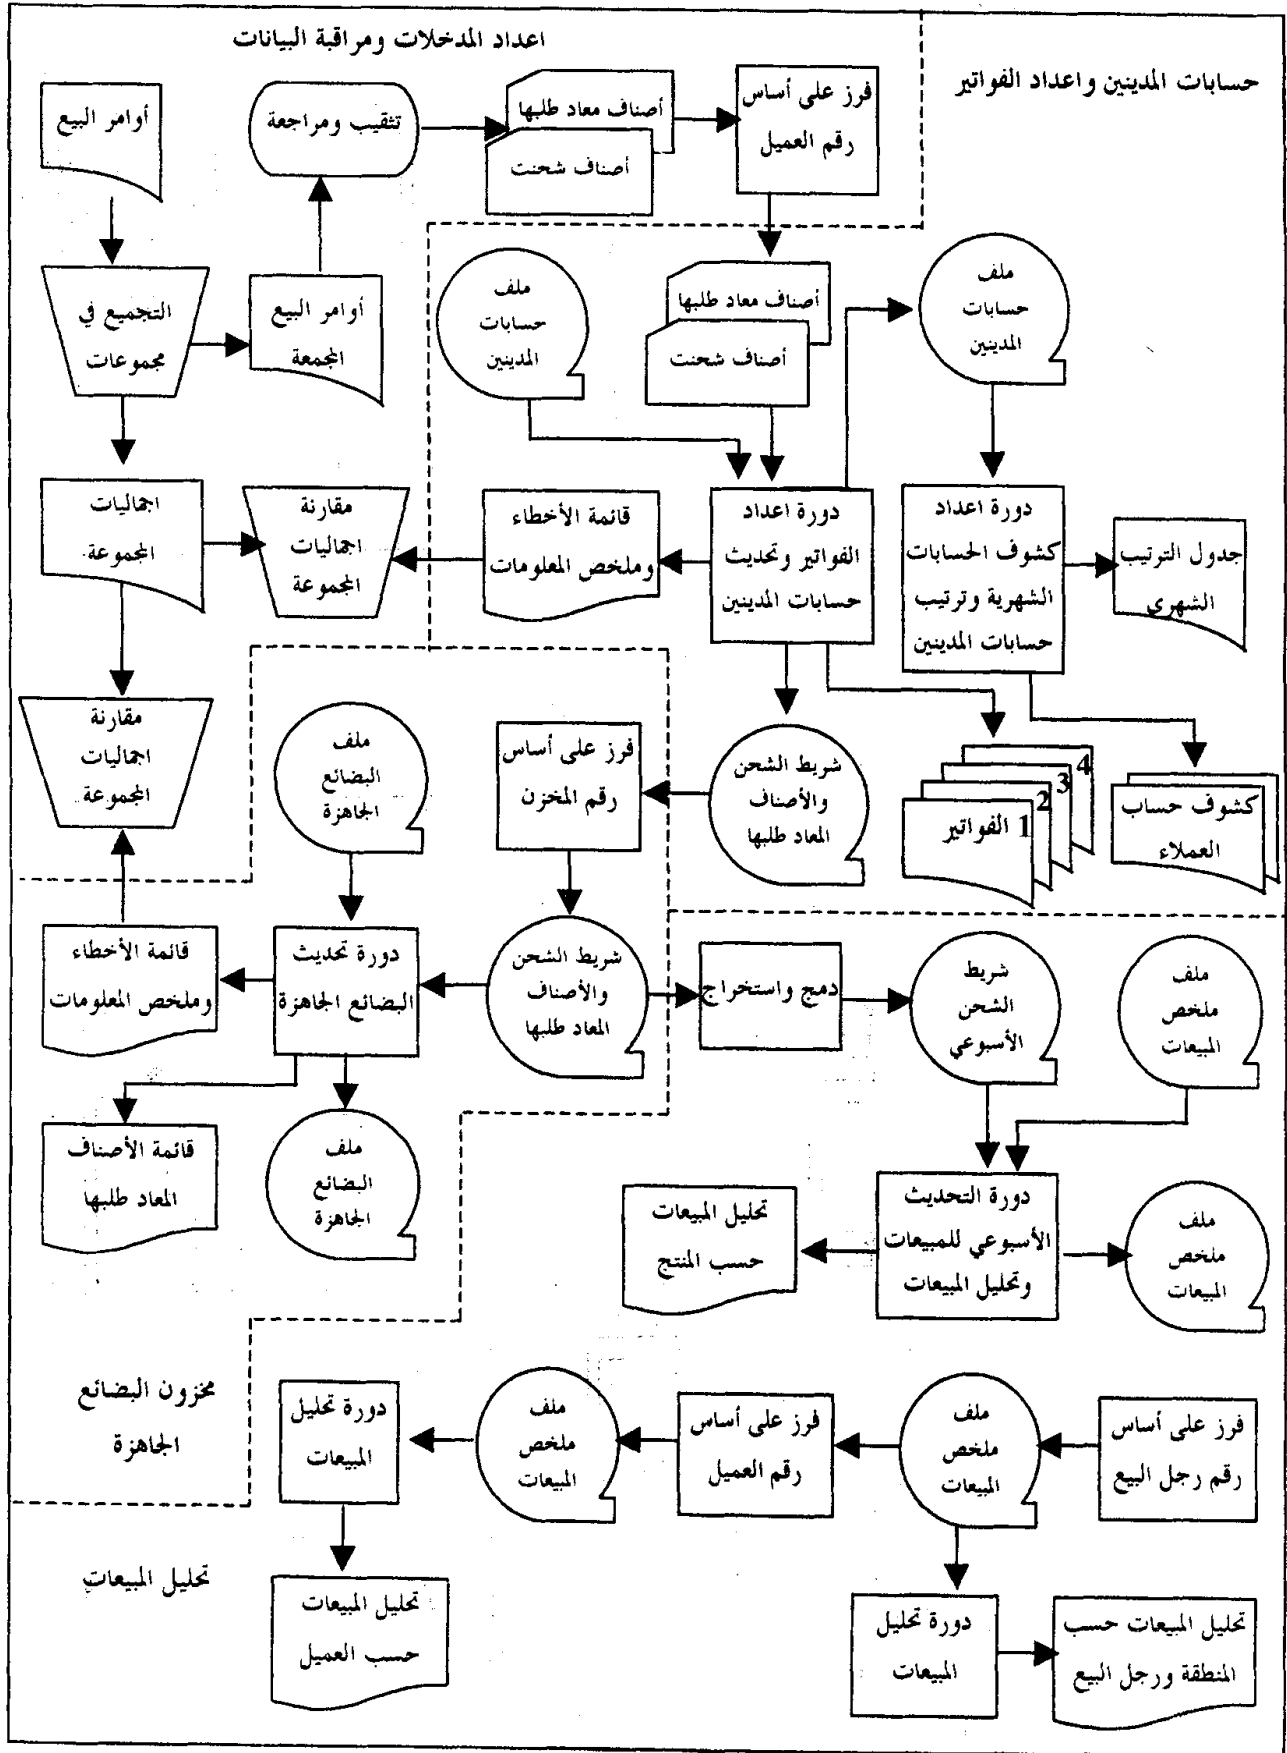 اعداد المدخلات ومراقبة البيانات
حسابات المدينين واعداد الفواتير
أوامر البيع
تثقيب ومراجعة
أصناف معاد طلبها
أصناف شحنت
فرز على أساس
رقم العميل
التجميع في
مجموعات
أوامر البيع
المجمعة
ملف
حسابات
المدينين
أصناف معاد طلبها
أصناف شحنت
ملف
حسابات
المدينين
اجماليات
المجموعة
مقارنة
اجماليات
المجموعة
قائمة الأخطاء
وملخص المعلومات
دورة اعداد
الفواتير وتحديث
حسابات المدينين
دورة اعداد
كشوف الحسابات
الشهرية وترتيب
حسابات المدينين
جدول الترتيب
الشهري
مقارنة
اجماليات
المجموعة
ملف
البضائع
الجاهزة
فرز على أساس
رقم المخزن
شريط الشحن
والأصناف
المعاد طلبها
4
3
2
1 الفواتير
كشوف حساب
العملاء
قائمة الأخطاء
وملخص المعلومات
دورة تحديث
البضائع الجاهزة
شريط الشحن
والأصناف
المعاد طلبها
دمج واستخراج
شريط
الشحن
الأسبوعي
ملف
ملخص
المبيعات
قائمة الأصناف
المعاد طلبها
ملف
البضائع
الجاهزة
تحليل المبيعات
حسب المنتج
دورة التحديث
الأسبوعي للمبيعات
وتحليل المبيعات
ملف
ملخص
المبيعات
مخزون البضائع
الجاهزة
دورة تحليل
المبيعات
ملف
ملخص
المبيعات
فرز على أساس
رقم العميل
ملف
ملخص
المبيعات
فرز على أساس
رقم رجل البيع
تحليل المبيعات
تحليل المبيعات
حسب العميل
دورة تحليل
المبيعات
تحليل المبيعات حسب
المنطقة ورجل البيع